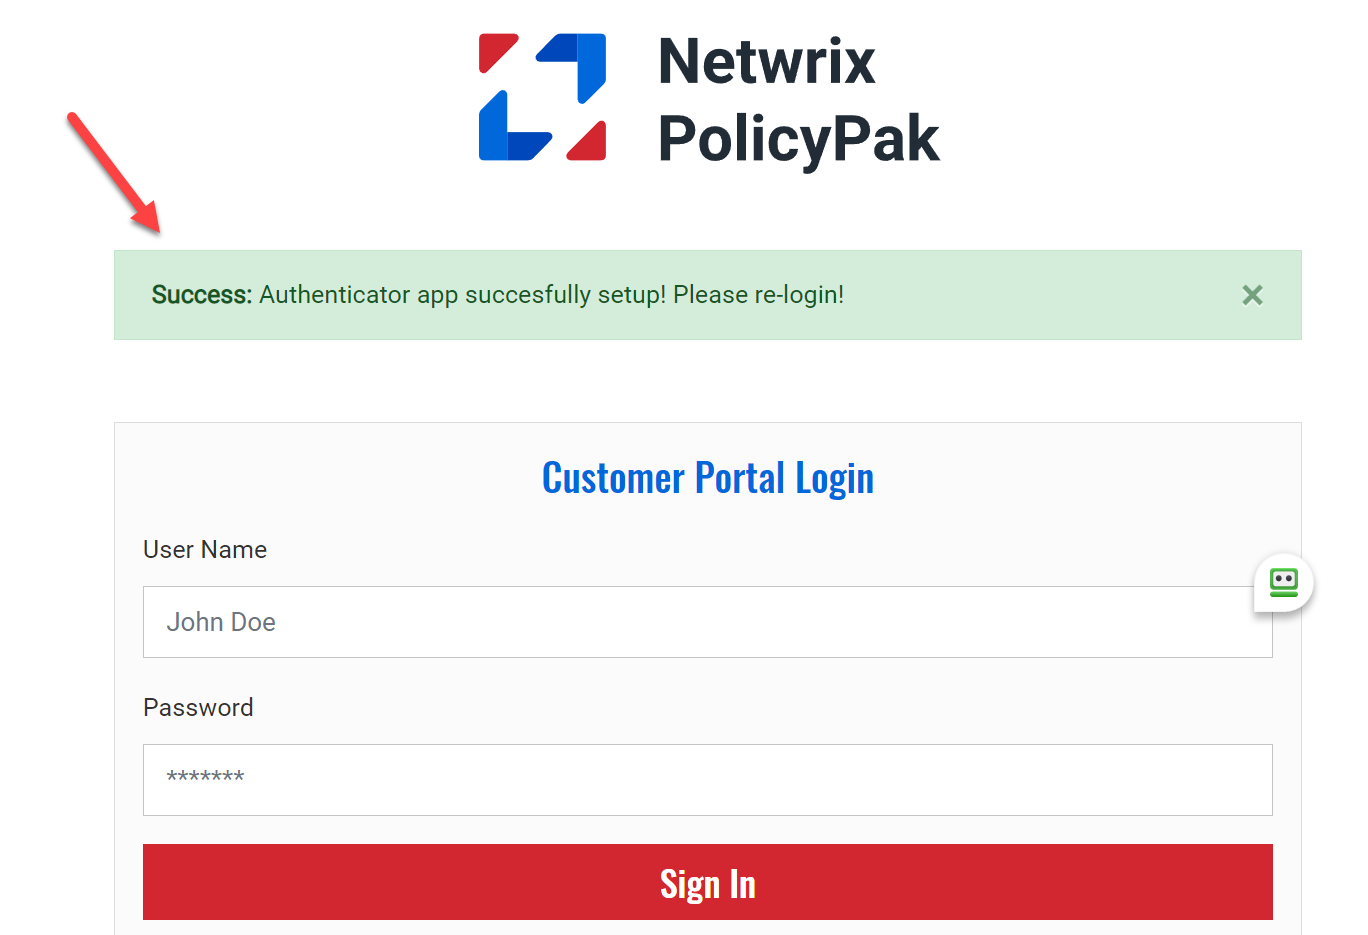 Netwrix
PolicyPak
Success: Authenticator app succesfully setup! Please re-login!
×
Customer Portal Login
User Name
John Doe
Password
*******
Sign In